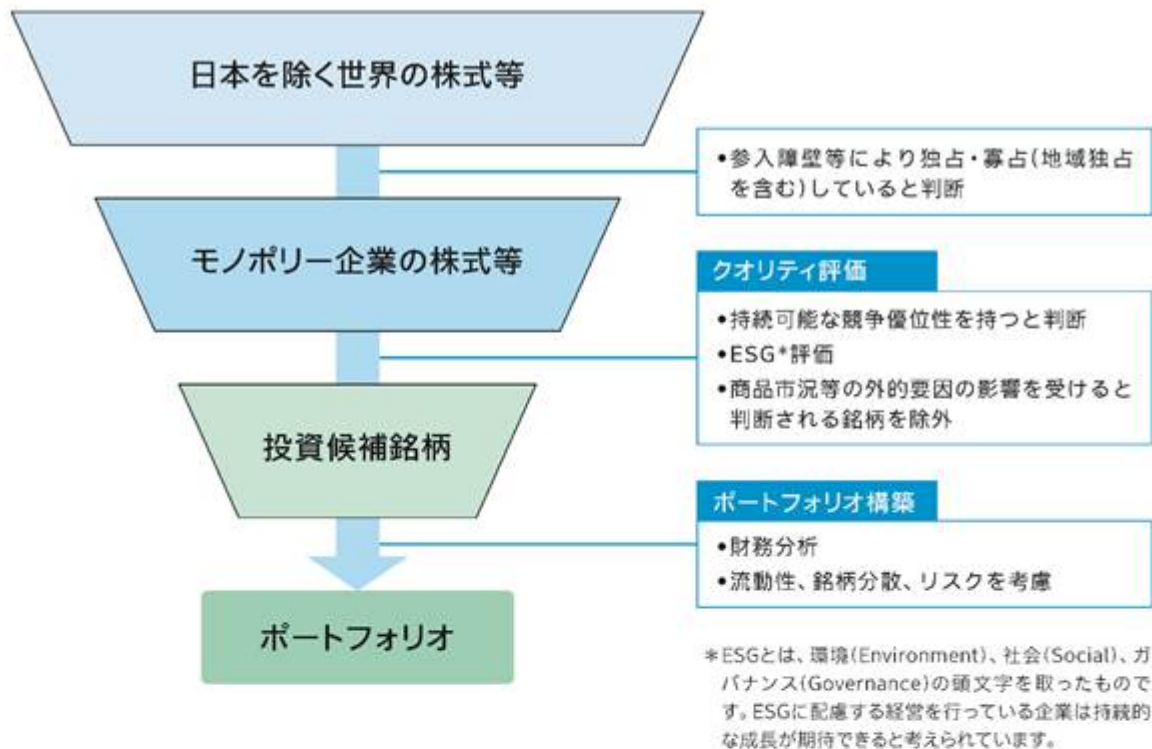 日本を除く世界の株式等
•参入障壁等により独占・寡占(地域独占
を含む)していると判断
モノポリー企業の株式等
クオリティ評価
•持続可能な競争優位性を持つと判断
•ESG*評価
•商品市況等の外的要因の影響を受けると
判断される銘柄を除外
投資候補銘柄
ポートフォリオ構築
•財務分析
•流動性、銘柄分散、リスクを考慮
ポートフォリオ
*ESGとは、環境(Environment)、社会(Social)、ガ
バナンス(Governance)の頭文字を取ったもので
す。ESGに配慮する経営を行っている企業は持続的
な成長が期待できると考えられています。